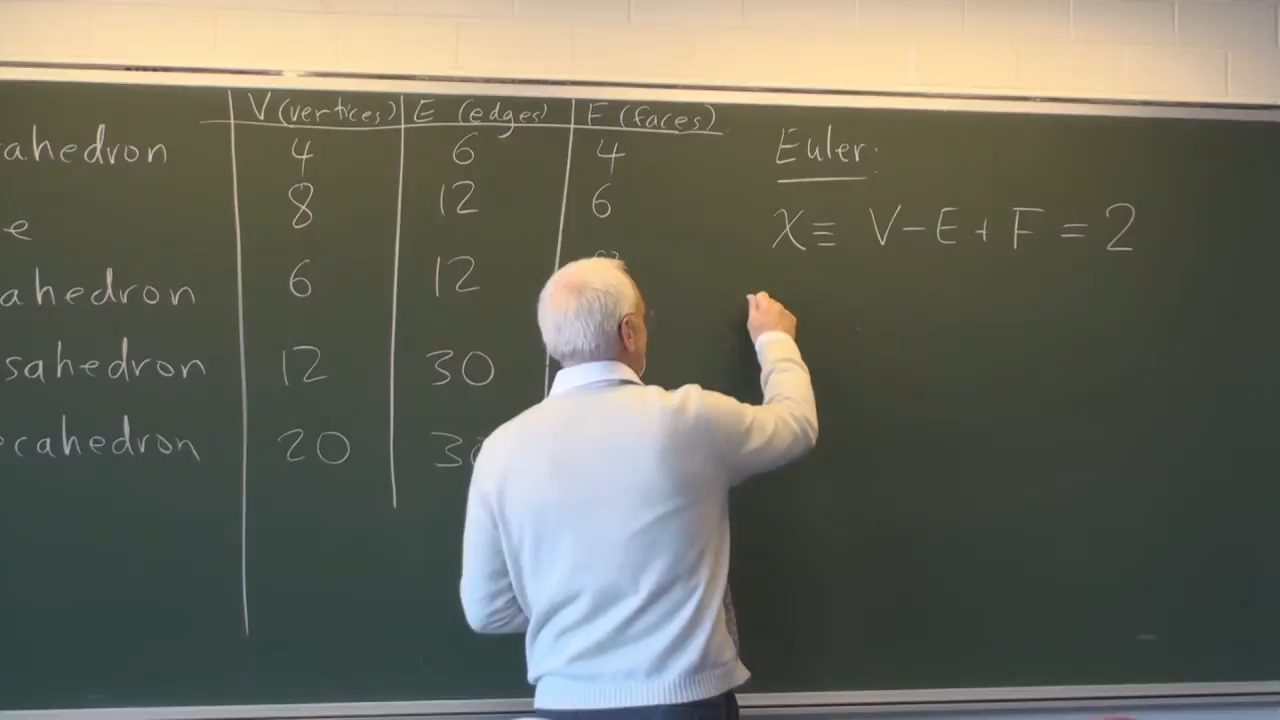 V (vertices) E (edges) F (faces)
ahedron 4 6 4
e 8 12 6
ahedron 6 12
sahedron 12 30
ecahedron 20 3
Euler:
χ ≡ V - E + F = 2